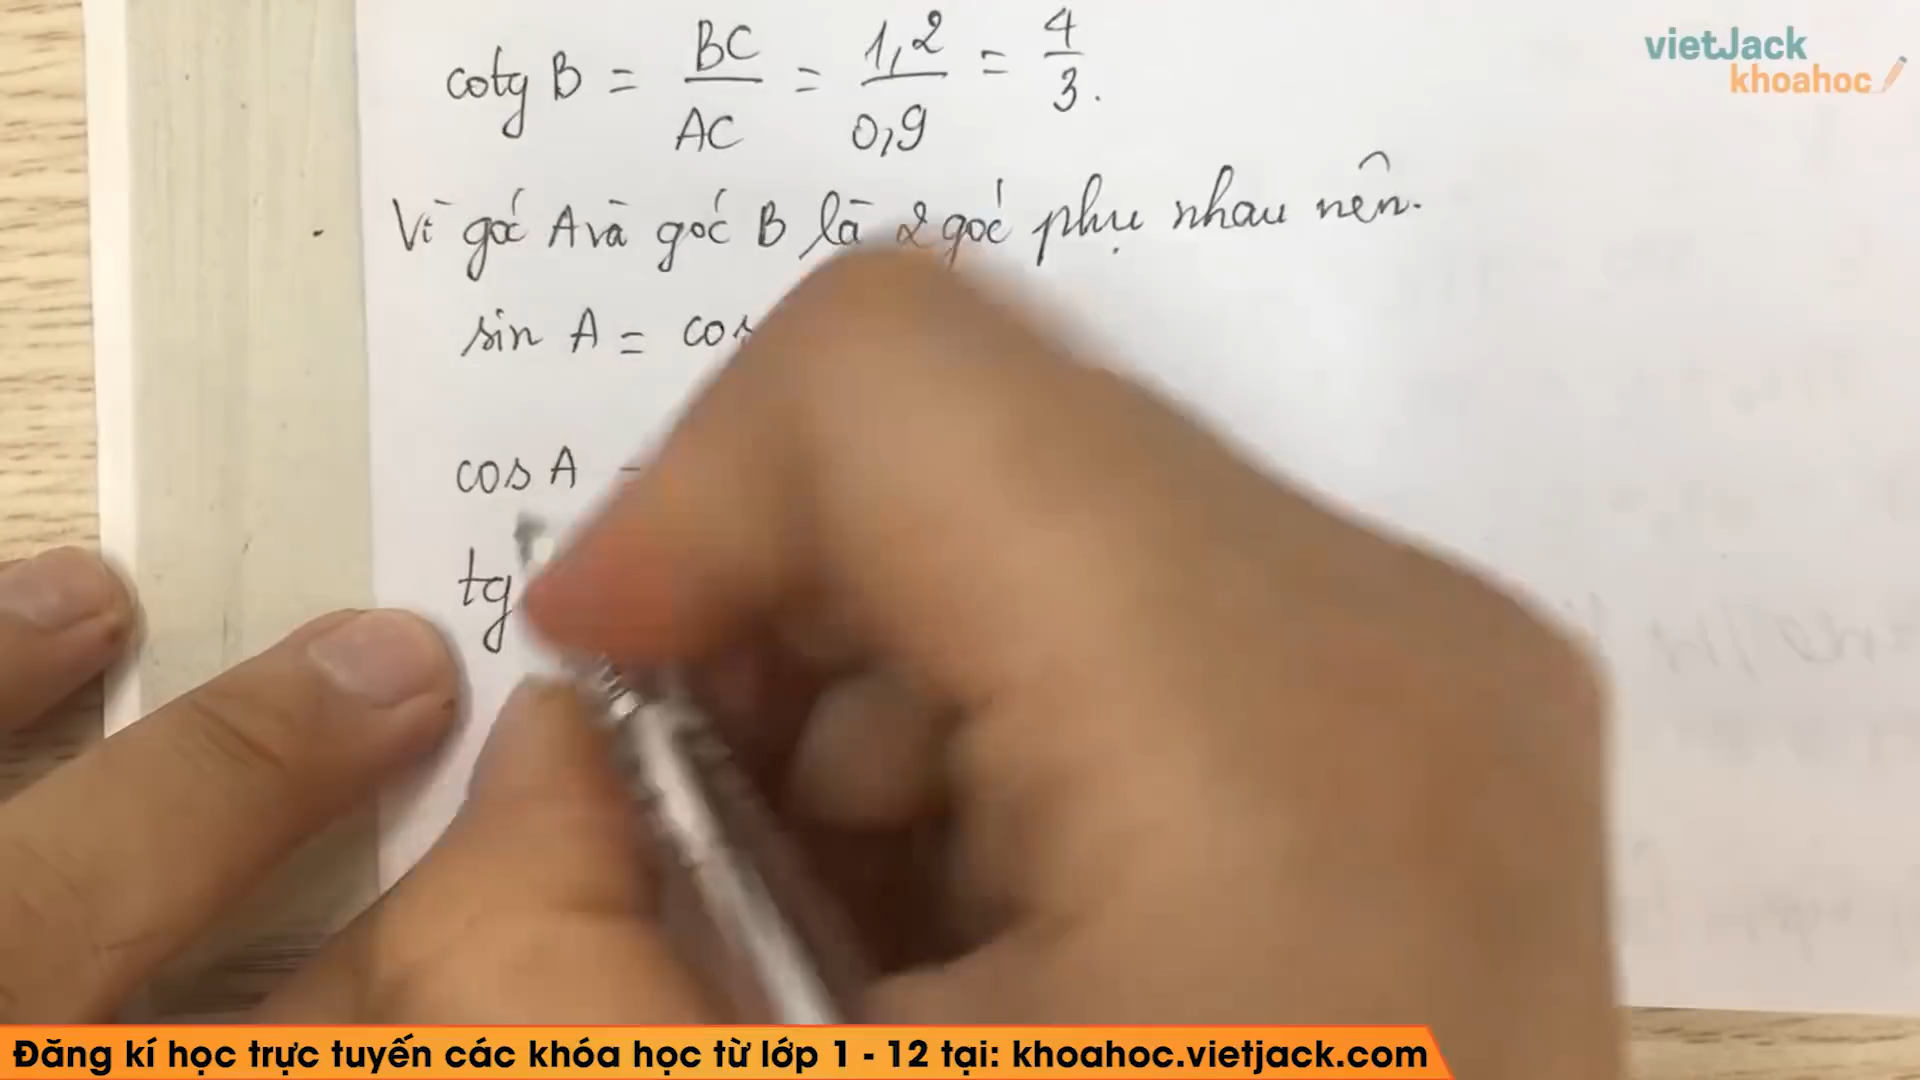 vietJack
khoahoc
cotg B = BC / AC = 1,2 / 0,9 = 4 / 3.
Vì góc A và góc B là 2 góc phụ nhau nên.
sin A = cos
cos A =
tg
Đăng kí học trực tuyến các khóa học từ lớp 1 - 12 tại: khoahoc.vietjack.com